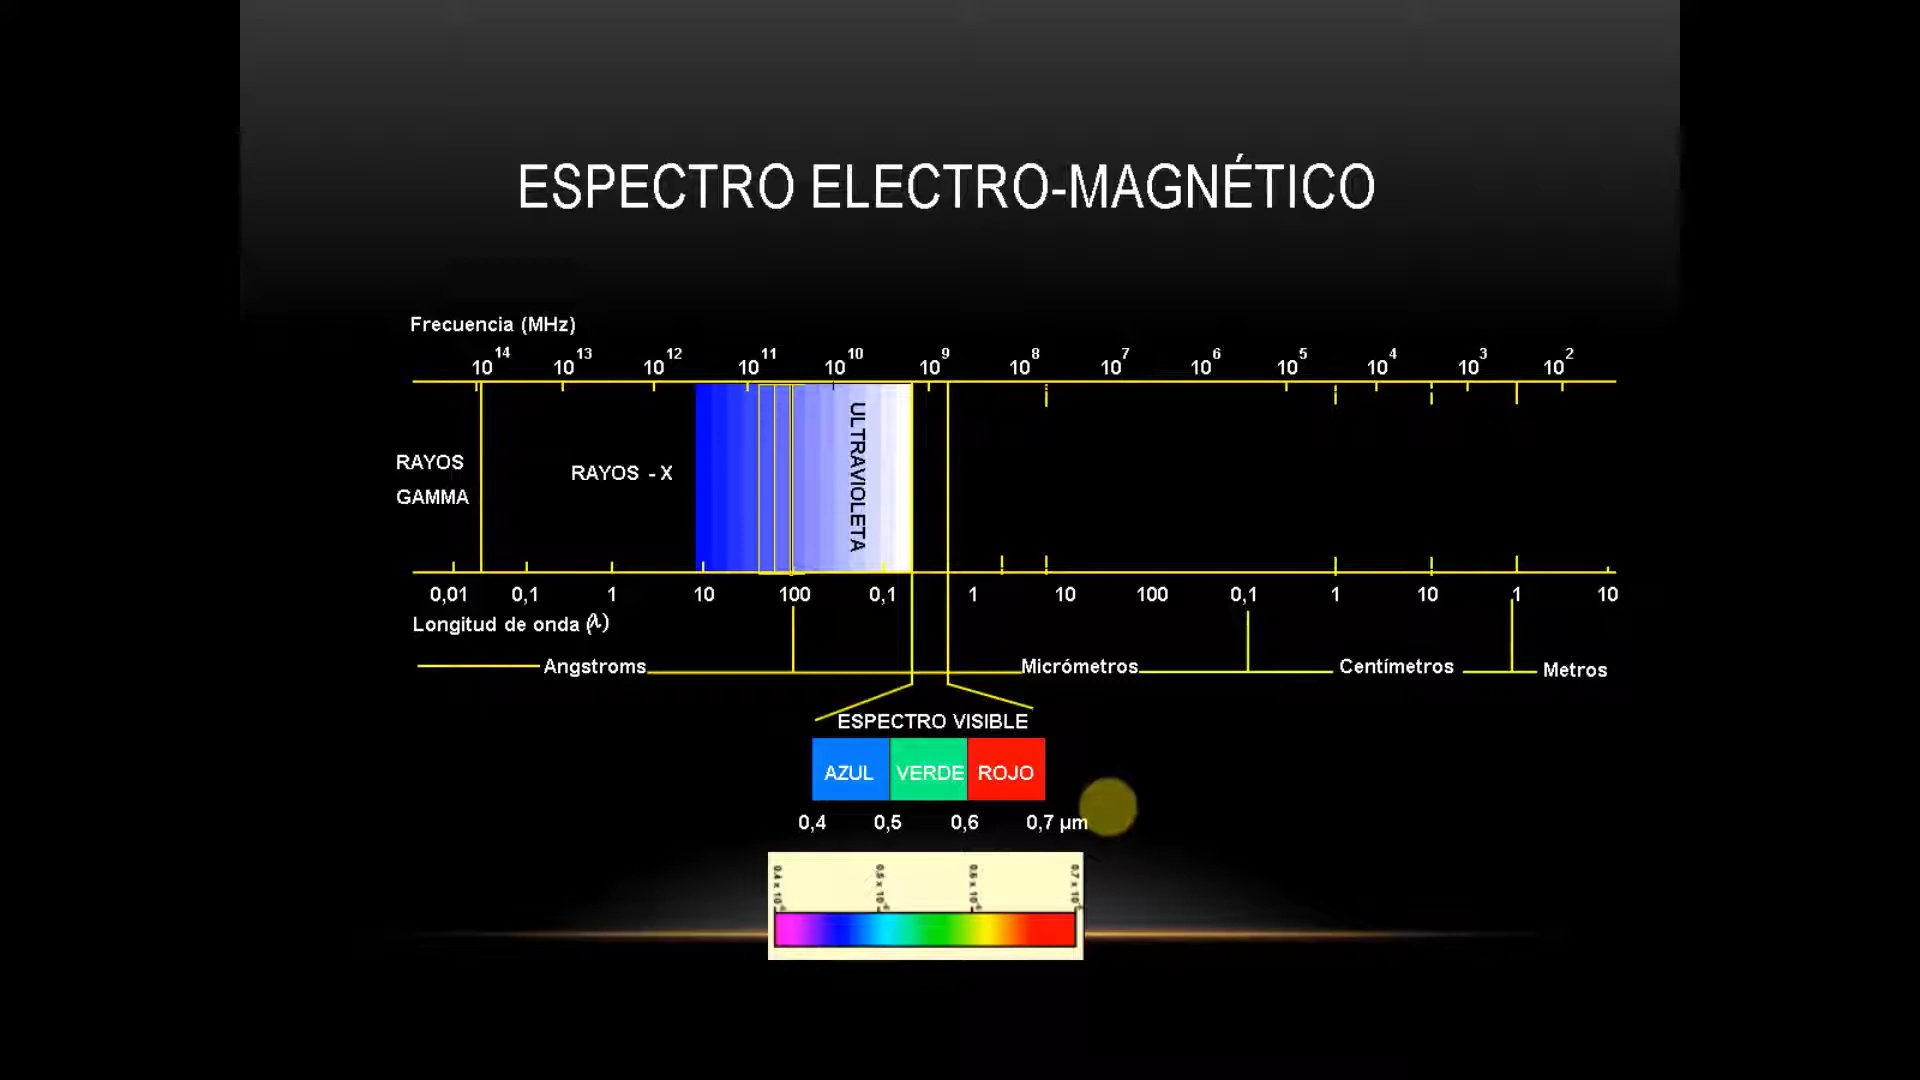 ESPECTRO ELECTRO-MAGNÉTICO
Frecuencia (MHz)
10^14 10^13 10^12 10^11 10^10 10^9 10^8 10^7 10^6 10^5 10^4 10^3 10^2
RAYOS
GAMMA
RAYOS - X
ULTRAVIOLETA
0,01 0,1 1 10 100 0,1 1 10 100 0,1 1 10 1 10
Longitud de onda (λ)
Angstroms Micrómetros Centímetros Metros
ESPECTRO VISIBLE
AZUL VERDE ROJO
0,4 0,5 0,6 0,7 µm